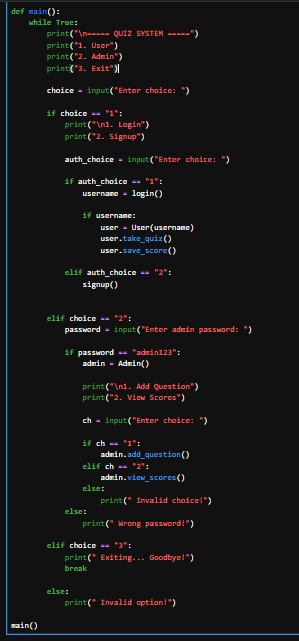 def main():
    while True:
        print("\n===== QUIZ SYSTEM =====")
        print("1. User")
        print("2. Admin")
        print("3. Exit")
        choice = input("Enter choice: ")
        if choice == "1":
            print("\n1. Login")
            print("2. Signup")
            auth_choice = input("Enter choice: ")
            if auth_choice == "1":
                username = login()
                if username:
                    user = User(username)
                    user.take_quiz()
                    user.save_score()
            elif auth_choice == "2":
                signup()
        elif choice == "2":
            password = input("Enter admin password: ")
            if password == "admin123":
                admin = Admin()
                print("\n1. Add Question")
                print("2. View Scores")
                ch = input("Enter choice: ")
                if ch == "1":
                    admin.add_question()
                elif ch == "2":
                    admin.view_scores()
                else:
                    print(" Invalid choice!")
            else:
                print(" Wrong password!")
        elif choice == "3":
            print(" Exiting... Goodbye!")
            break
        else:
            print(" Invalid option!")
main()